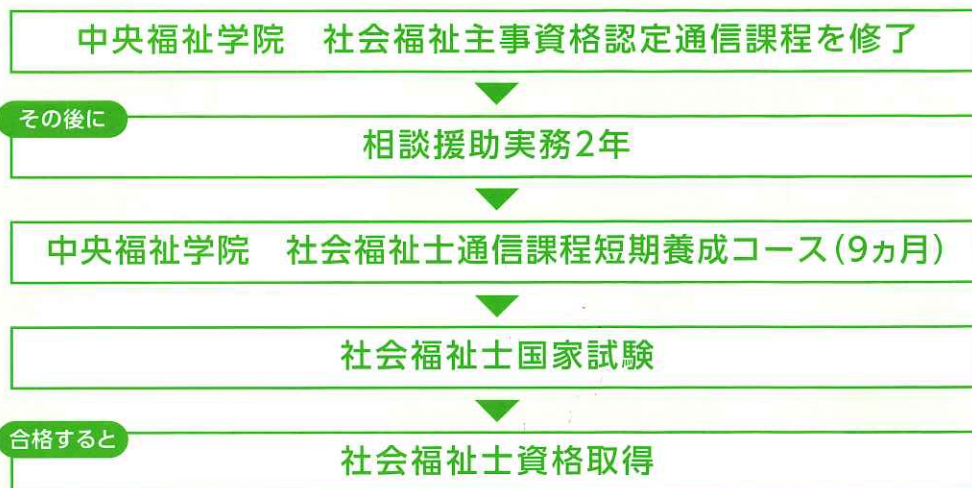 中央福祉学院　社会福祉主事資格認定通信課程を修了
その後に
相談援助実務2年
中央福祉学院　社会福祉士通信課程短期養成コース(9ヵ月)
社会福祉士国家試験
合格すると
社会福祉士資格取得